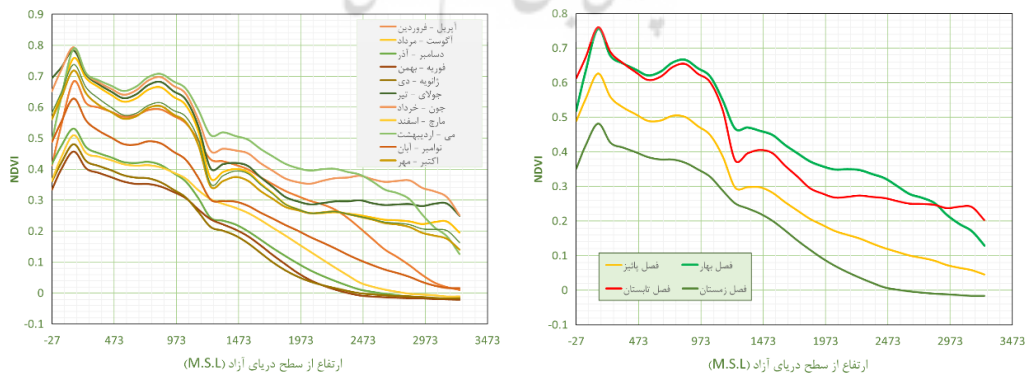 0.9
0.8
0.7
0.6
0.5
0.4
0.3
0.2
0.1
0
-0.1
NDVI
-27
473
973
1473
1973
2473
2973
3473
ارتفاع از سطح دریای آزاد (M.S.L)
آپریل - فروردین
آگوست - مرداد
دسامبر - آذر
فوریه - بهمن
ژانویه - دی
جولای - تیر
جون - خرداد
مارچ - اسفند
می - اردیبهشت
نوامبر - آبان
اکتبر - مهر
0.8
0.7
0.6
0.5
0.4
0.3
0.2
0.1
0
-0.1
NDVI
-27
473
973
1473
1973
2473
2973
3473
ارتفاع از سطح دریای آزاد (M.S.L)
فصل بهار
فصل پائیز
فصل زمستان
فصل تابستان